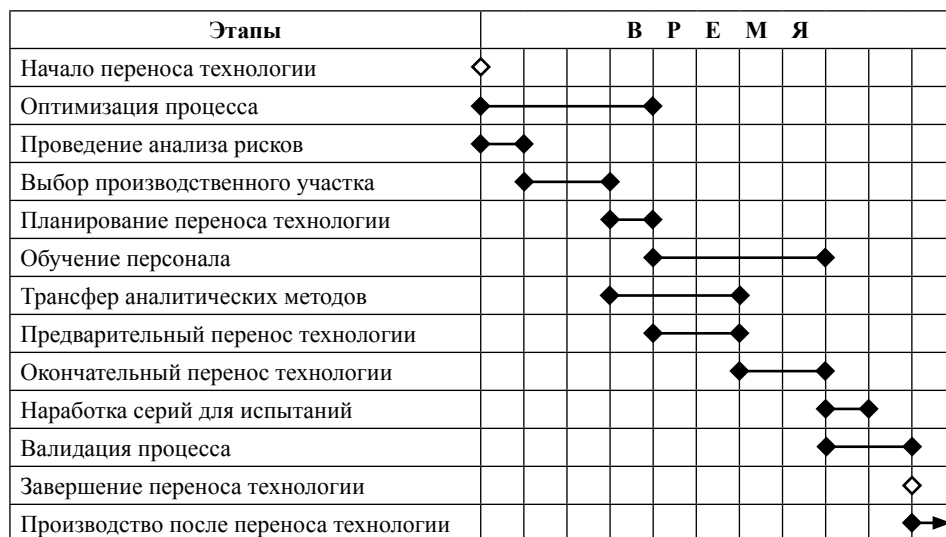 Этапы
В Р Е М Я
Начало переноса технологии
Оптимизация процесса
Проведение анализа рисков
Выбор производственного участка
Планирование переноса технологии
Обучение персонала
Трансфер аналитических методов
Предварительный перенос технологии
Окончательный перенос технологии
Наработка серий для испытаний
Валидация процесса
Завершение переноса технологии
Производство после переноса технологии